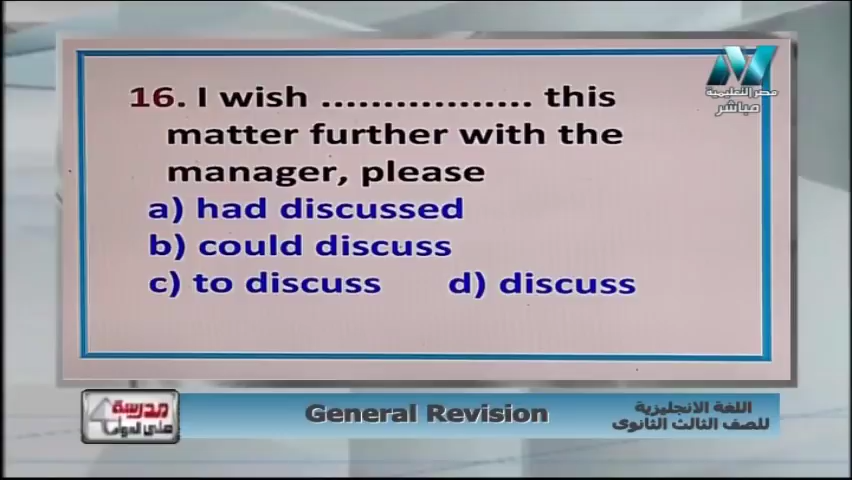 16. I wish ................. this
matter further with the
manager, please
a) had discussed
b) could discuss
c) to discuss d) discuss
مصر التعليمية
مباشر
General Revision
اللغة الانجليزية
للصف الثالث الثانوى
مدرسة
على الهواء